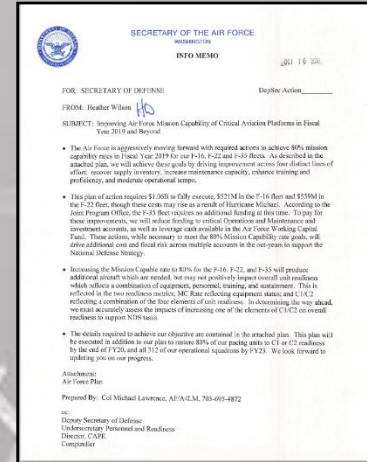 SECRETARY OF THE AIR FORCE
WASHINGTON
INFO MEMO
OCT 16
FOR: SECRETARY OF DEFENSE DepSec Action
FROM: Heather Wilson
SUBJECT: Improving Air Force Mission Capability of Critical Aviation Platforms in Fiscal
Year 2019 and Beyond
• The Air Force is aggressively moving forward with required actions to achieve 80% mission
capability rates in Fiscal Year 2019 for our F-16, F-22 and F-35 fleets. As described in the
attached plan, we will achieve these goals by driving improvement across four distinct lines of
effort: recover supply inventory, increase maintenance capacity, enhance training and
proficiency, and moderate operational tempo.
• This plan of action requires $1.06B to fully execute, $521M in the F-16 fleet and $539M in
the F-22 fleet, though these costs may rise as a result of Hurricane Michael. According to the
Joint Program Office, the F-35 fleet requires no additional funding at this time. To pay for
these improvements, we will reduce funding to critical Operations and Maintenance and
investment accounts, as well as leverage cash available in the Air Force Working Capital
Fund. These actions, while necessary to meet the 80% Mission Capability rate goals, will
drive additional cost and fiscal risk across multiple accounts in the out-years to support the
National Defense Strategy.
• Increasing the Mission Capable rate to 80% for the F-16, F-22, and F-35 will produce
additional aircraft which are needed, but may not positively impact overall unit readiness
which reflects a combination of equipment, personnel, training, and sustainment. This is
reflected in the two readiness metrics; MC Rate reflecting equipment status; and C1/C2
reflecting a combination of the four elements of unit readiness. In determining the way ahead,
we must accurately assess the impacts of increasing one of the elements of C1/C2 on overall
readiness to support NDS tasks.
• The details required to achieve our objective are contained in the attached plan. This plan will
be executed in addition to our plan to restore 80% of our pacing units to C1 or C2 readiness
by the end of FY20, and all 312 of our operational squadrons by FY23. We look forward to
updating you on our progress.
Attachment:
Air Force Plan
Prepared By: Col Michael Lawrence, AF/A4LM, 703-695-4872
cc:
Deputy Secretary of Defense
Undersecretary Personnel and Readiness
Director, CAPE
Comptroller